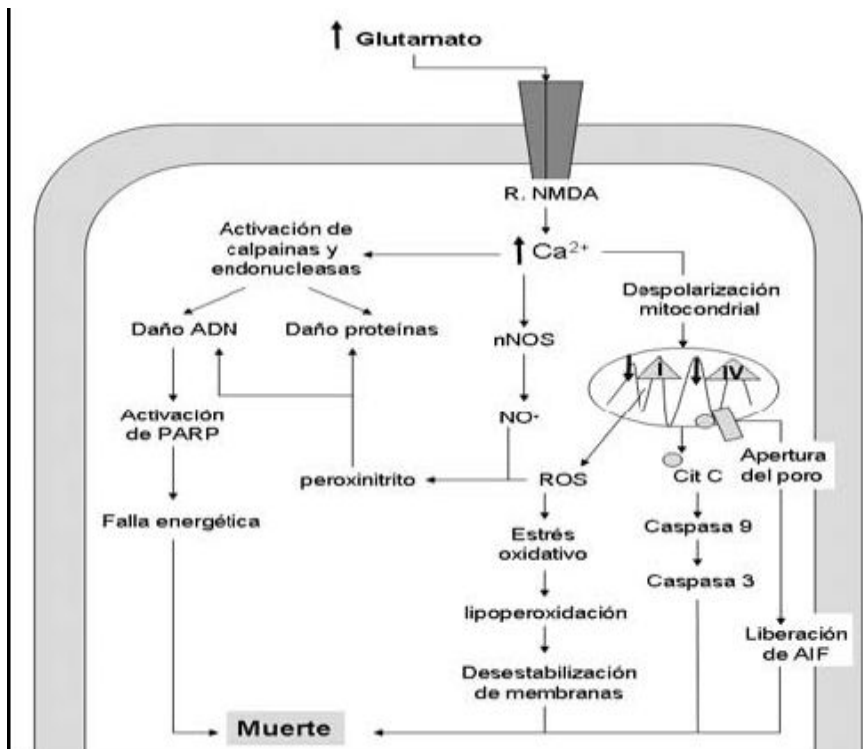 Glutamato
R. NMDA
Activación de
calpainas y
endonucleasas
Ca2+
Despolarización
mitocondrial
Daño ADN
Daño proteínas
nNOS
I
IV
Activación
de PARP
NO·
Apertura
del poro
peroxinitrito
ROS
Cit C
Falla energética
Estrés
oxidativo
Caspasa 9
Caspasa 3
lipoperoxidación
Liberación
de AIF
Desestabilización
de membranas
Muerte